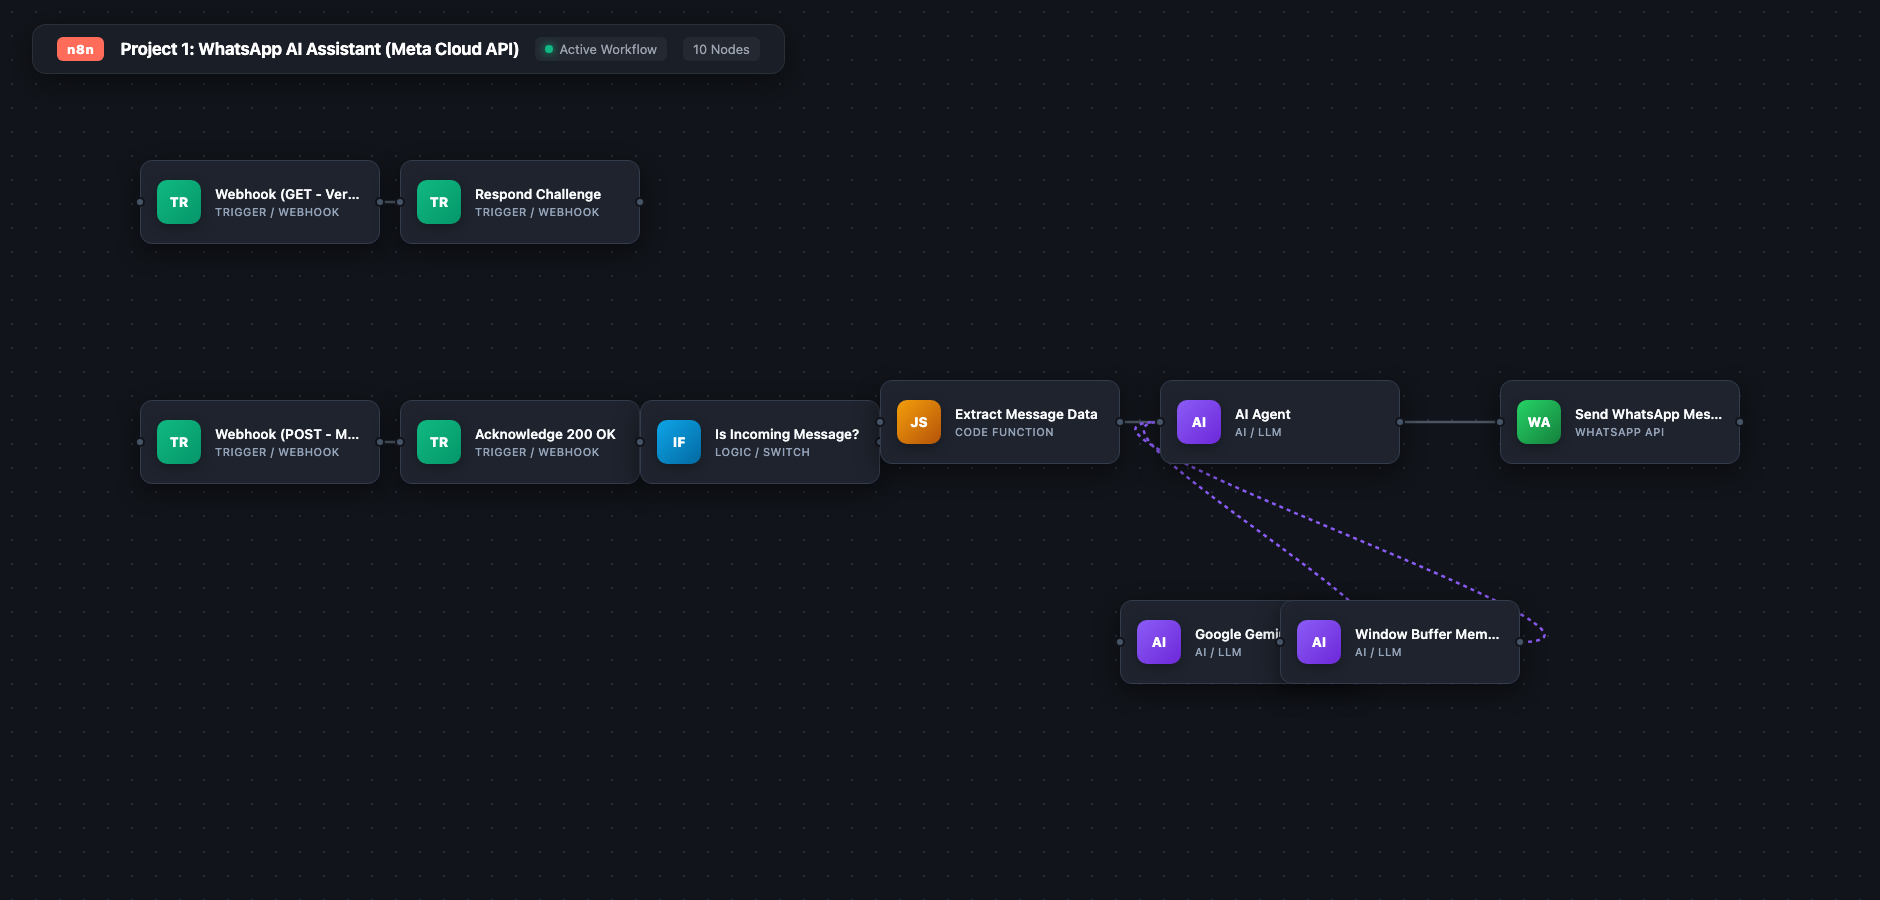 n8n Project 1: WhatsApp AI Assistant (Meta Cloud API) Active Workflow 10 Nodes
TR Webhook (GET - Ver...
TRIGGER / WEBHOOK
TR Respond Challenge
TRIGGER / WEBHOOK
TR Webhook (POST - M...
TRIGGER / WEBHOOK
TR Acknowledge 200 OK
TRIGGER / WEBHOOK
IF Is Incoming Message?
LOGIC / SWITCH
JS Extract Message Data
CODE FUNCTION
AI AI Agent
AI / LLM
WA Send WhatsApp Mes...
WHATSAPP API
AI Google Gemi
AI / LLM
AI Window Buffer Mem...
AI / LLM